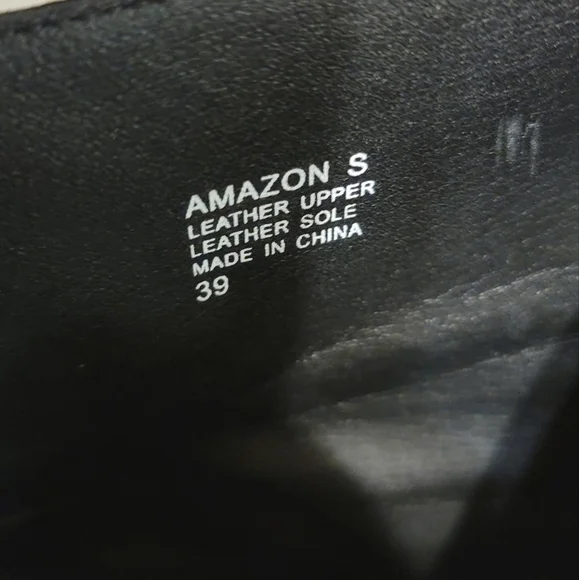 AMAZON S
LEATHER UPPER
LEATHER SOLE
MADE IN CHINA
39